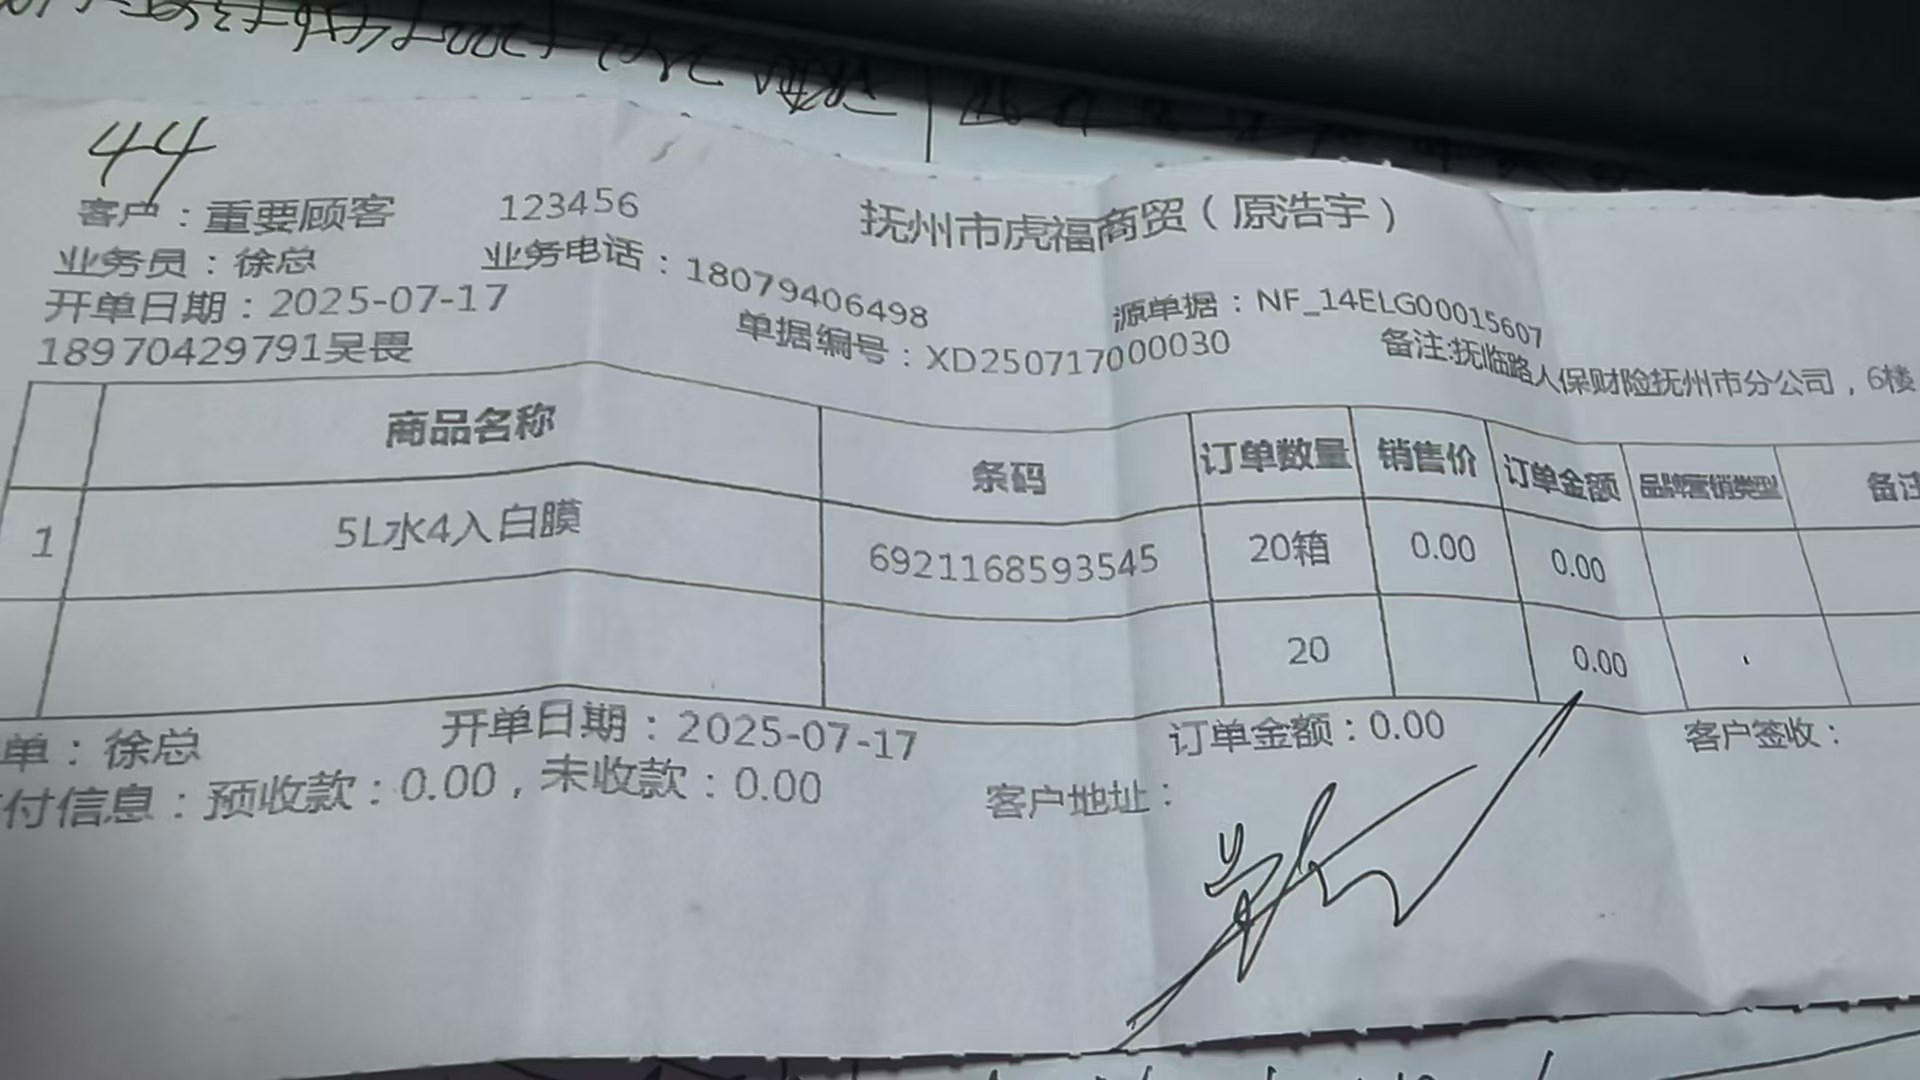 44
抚州市虎福商贸（原浩宇）
客户：重要顾客 123456
业务员：徐总 业务电话：18079406498 源单据：NF_14ELG00015607
开单日期：2025-07-17 单据编号：XD250717000030 备注:抚临路人保财险抚州市分公司，6楼
18970429791吴畏
商品名称 条码 订单数量 销售价 订单金额 品牌营销类型 备注
1 5L水4入白膜 6921168593545 20箱 0.00 0.00
20 0.00
单：徐总 开单日期：2025-07-17 订单金额：0.00 客户签收：
付信息：预收款：0.00，未收款：0.00 客户地址：